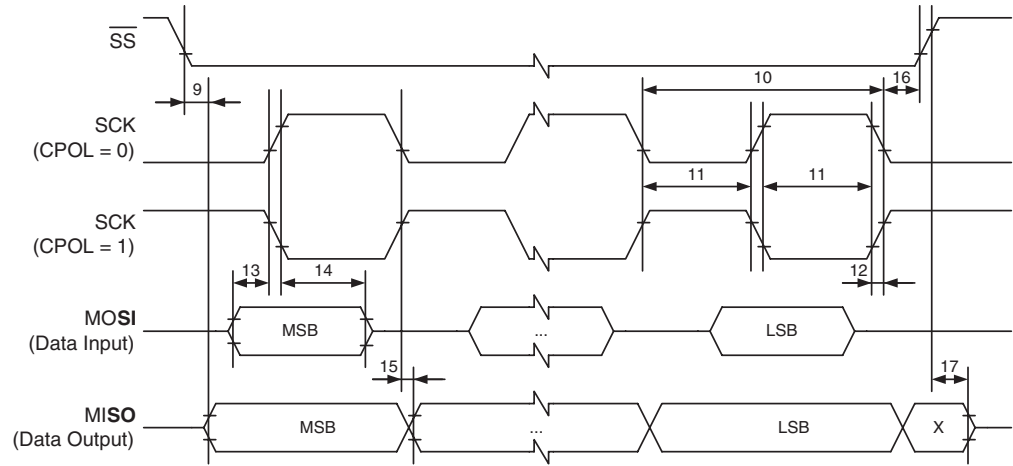 SS
9
10
16
SCK
(CPOL = 0)
11
11
SCK
(CPOL = 1)
13
14
12
MOSI
(Data Input)
MSB
...
LSB
15
17
MISO
(Data Output)
MSB
...
LSB
X